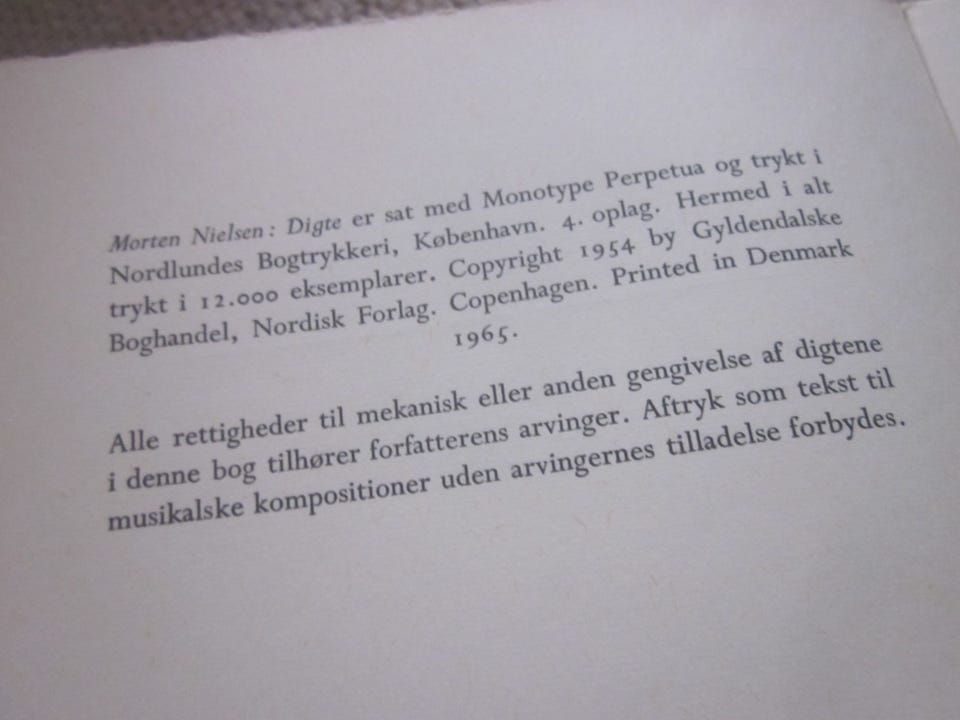 Morten Nielsen: Digte er sat med Monotype Perpetua og trykt i
Nordlundes Bogtrykkeri, København. 4. oplag. Hermed i alt
trykt i 12.000 eksemplarer. Copyright 1954 by Gyldendalske
Boghandel, Nordisk Forlag. Copenhagen. Printed in Denmark
1965.
Alle rettigheder til mekanisk eller anden gengivelse af digtene
i denne bog tilhører forfatterens arvinger. Aftryk som tekst til
musikalske kompositioner uden arvingernes tilladelse forbydes.